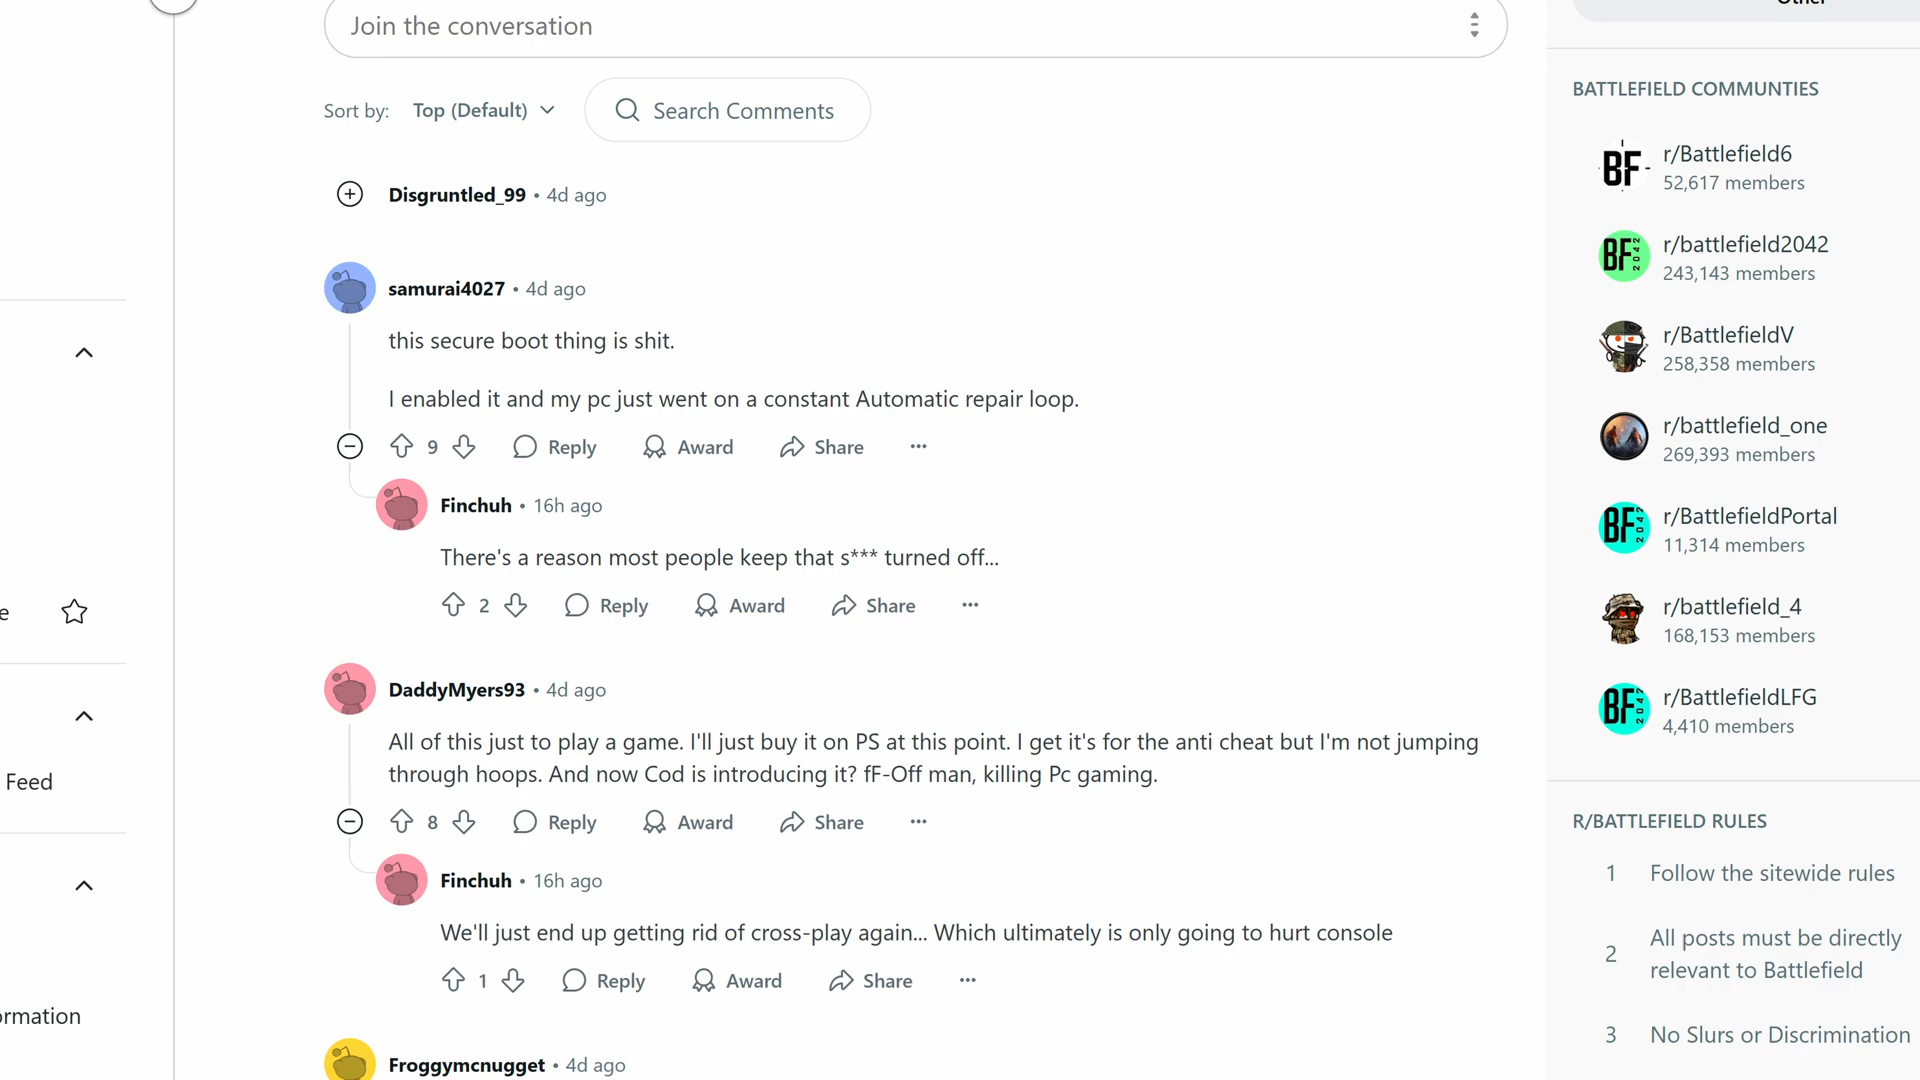 Join the conversation
Sort by: Top (Default) Search Comments
Disgruntled_99 • 4d ago
samurai4027 • 4d ago
this secure boot thing is shit.
I enabled it and my pc just went on a constant Automatic repair loop.
9 Reply Award Share
Finchuh • 16h ago
There's a reason most people keep that s*** turned off...
2 Reply Award Share
DaddyMyers93 • 4d ago
All of this just to play a game. I'll just buy it on PS at this point. I get it's for the anti cheat but I'm not jumping
through hoops. And now Cod is introducing it? fF-Off man, killing Pc gaming.
8 Reply Award Share
Finchuh • 16h ago
We'll just end up getting rid of cross-play again... Which ultimately is only going to hurt console
1 Reply Award Share
Froggymcnugget • 4d ago
e
Feed
ormation
Other
BATTLEFIELD COMMUNTIES
BF
r/Battlefield6
52,617 members
BF 2042
r/battlefield2042
243,143 members
r/BattlefieldV
258,358 members
r/battlefield_one
269,393 members
BF 2042
r/BattlefieldPortal
11,314 members
r/battlefield_4
168,153 members
BF 2042
r/BattlefieldLFG
4,410 members
R/BATTLEFIELD RULES
1 Follow the sitewide rules
2 All posts must be directly
relevant to Battlefield
3 No Slurs or Discrimination